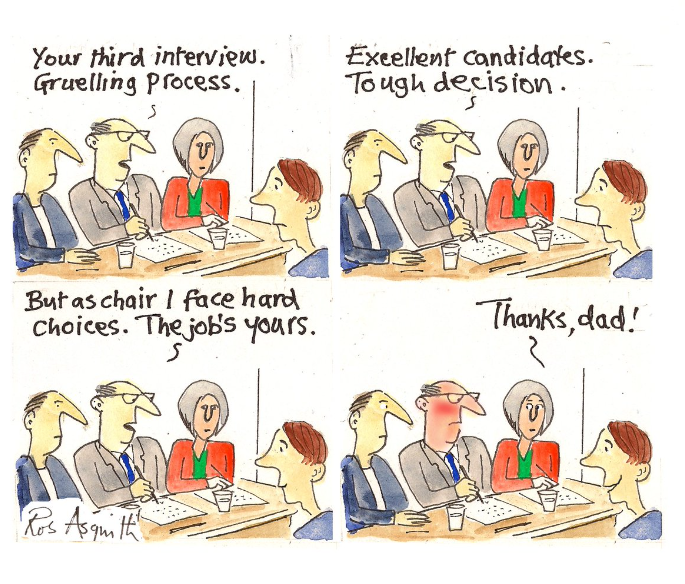 Your third interview.
Gruelling Process.
Excellent candidates.
Tough decision.
But as chair I face hard
choices. The job's yours.
Thanks, dad!
Ros Asquith